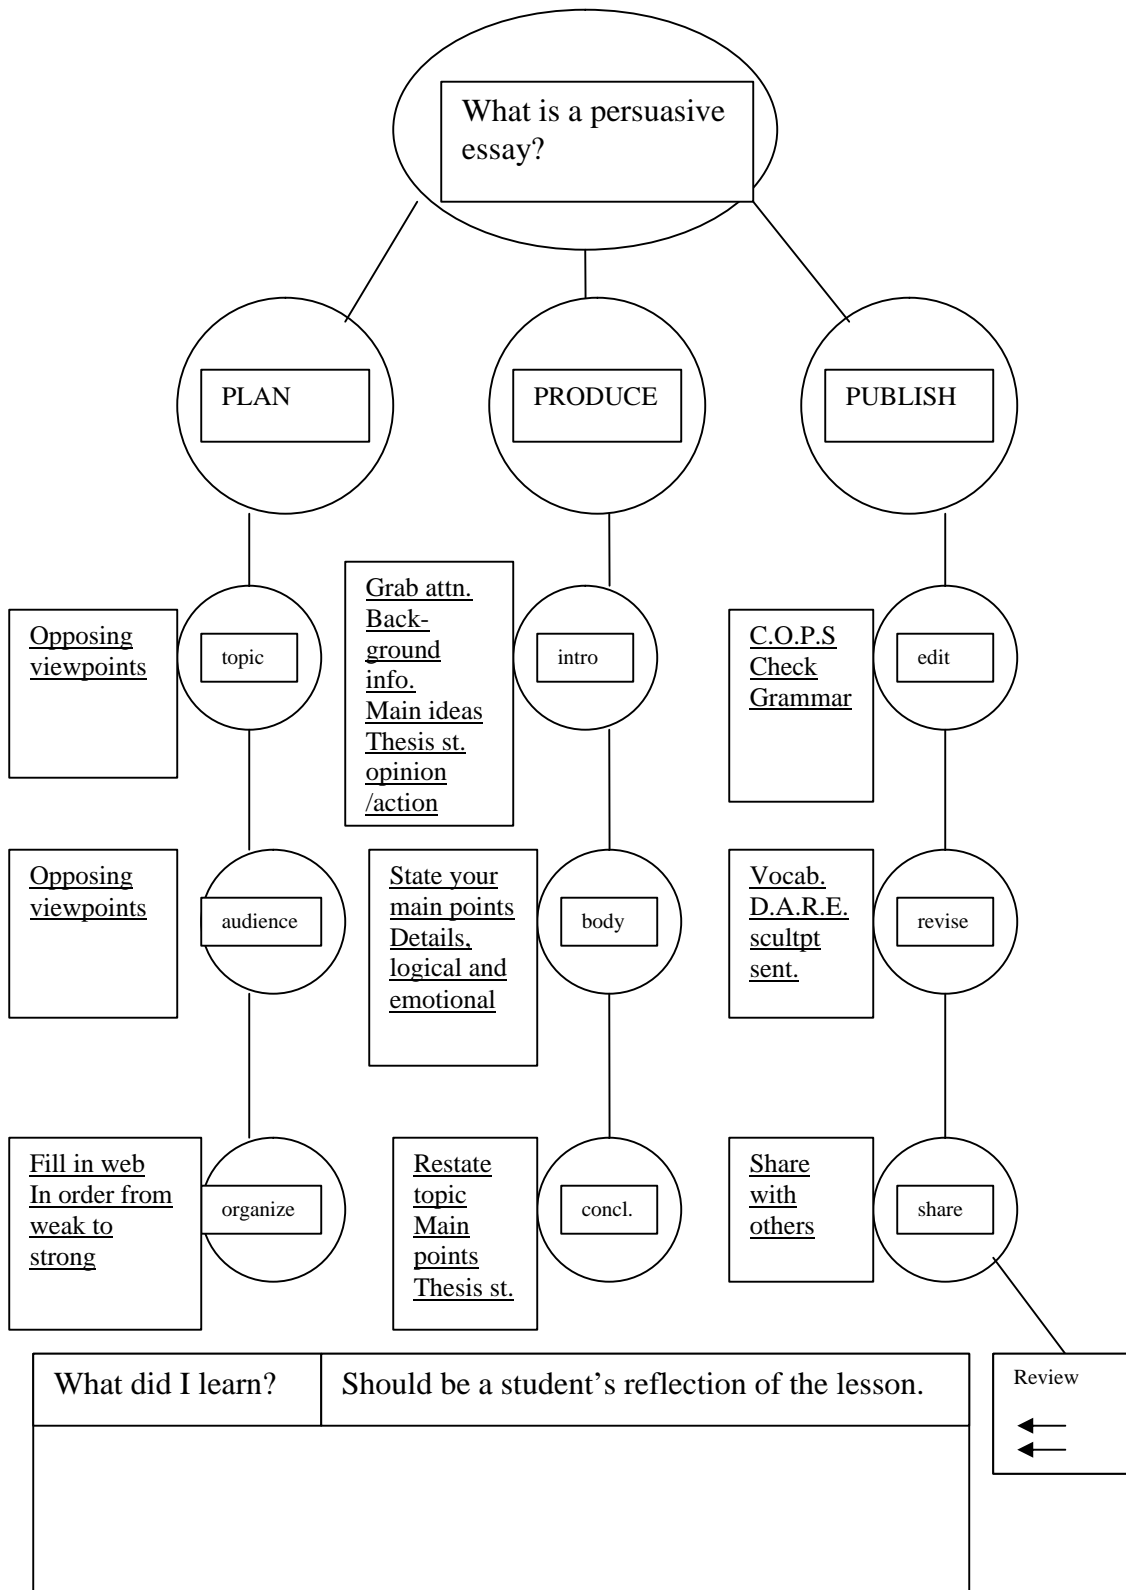 What is a persuasive
essay?
PLAN
PRODUCE
PUBLISH
Opposing
viewpoints
topic
Grab attn.
Back-
ground
info.
Main ideas
Thesis st.
opinion
/action
intro
C.O.P.S
Check
Grammar
edit
Opposing
viewpoints
audience
State your
main points
Details,
logical and
emotional
body
Vocab.
D.A.R.E.
scultpt
sent.
revise
Fill in web
In order from
weak to
strong
organize
Restate
topic
Main
points
Thesis st.
concl.
Share
with
others
share
What did I learn?
Should be a student’s reflection of the lesson.
Review